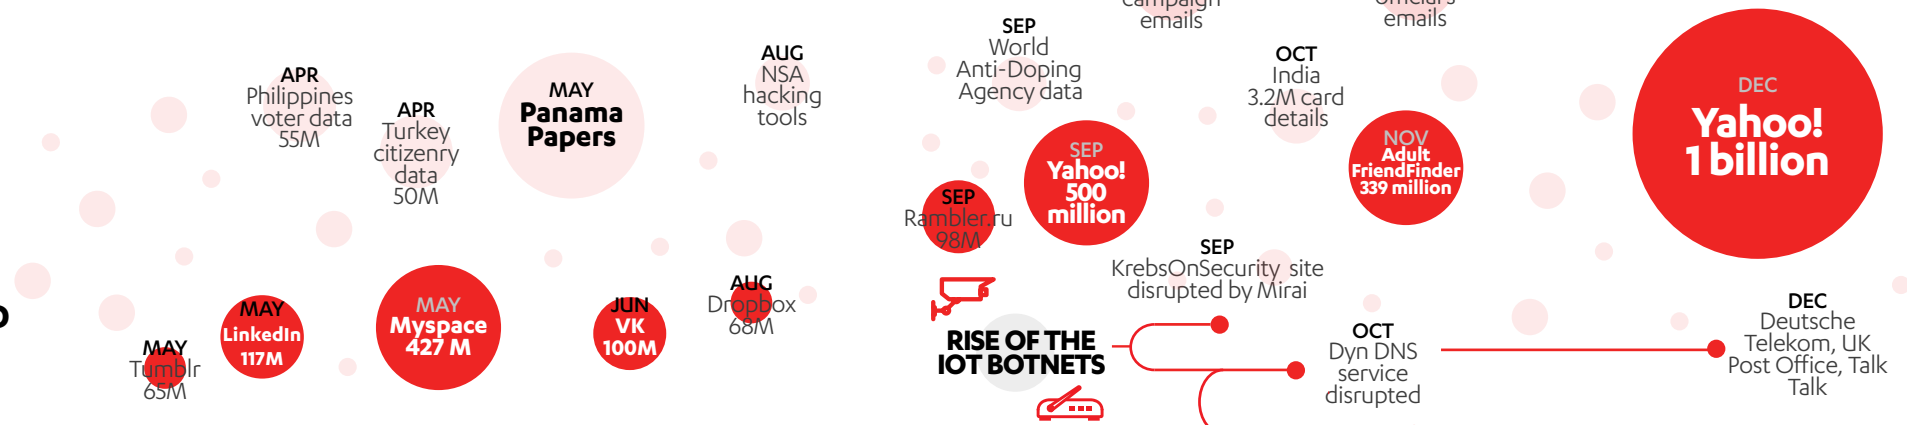 campaign
emails
officials
emails
APR
Philippines
voter data
55M
APR
Turkey
citizenry
data
50M
MAY
Panama
Papers
AUG
NSA
hacking
tools
SEP
World
Anti-Doping
Agency data
OCT
India
3.2M card
details
SEP
Yahoo!
500
million
NOV
Adult
FriendFinder
339 million
DEC
Yahoo!
1 billion
SEP
Rambler.ru
98M
MAY
Tumblr
65M
MAY
LinkedIn
117M
MAY
Myspace
427 M
JUN
VK
100M
AUG
Dropbox
68M
SEP
KrebsOnSecurity site
disrupted by Mirai
RISE OF THE
IOT BOTNETS
OCT
Dyn DNS
service
disrupted
DEC
Deutsche
Telekom, UK
Post Office, Talk
Talk